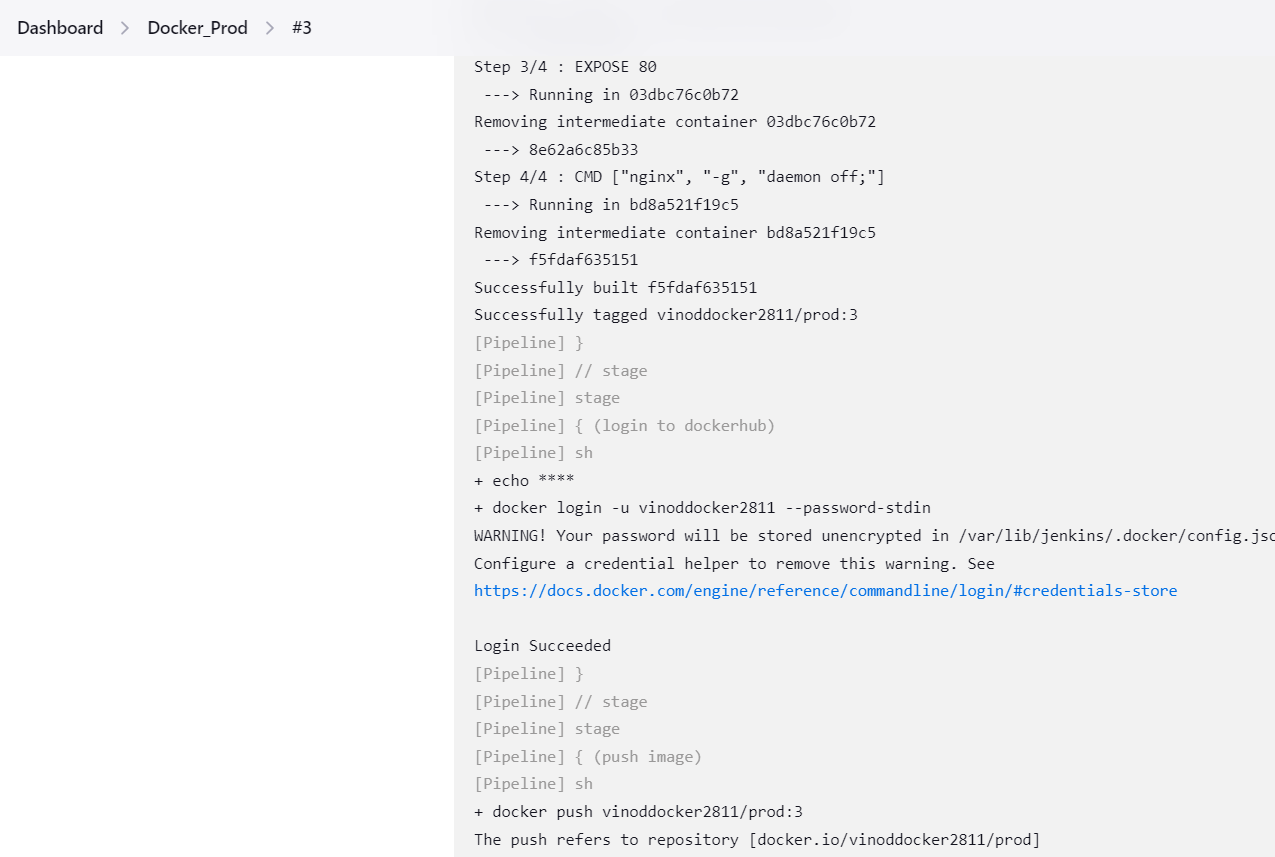 Dashboard > Docker_Prod > #3
Step 3/4 : EXPOSE 80
 ---> Running in 03dbc76c0b72
Removing intermediate container 03dbc76c0b72
 ---> 8e62a6c85b33
Step 4/4 : CMD ["nginx", "-g", "daemon off;"]
 ---> Running in bd8a521f19c5
Removing intermediate container bd8a521f19c5
 ---> f5fdaf635151
Successfully built f5fdaf635151
Successfully tagged vinoddocker2811/prod:3
[Pipeline] }
[Pipeline] // stage
[Pipeline] stage
[Pipeline] { (login to dockerhub)
[Pipeline] sh
+ echo ****
+ docker login -u vinoddocker2811 --password-stdin
WARNING! Your password will be stored unencrypted in /var/lib/jenkins/.docker/config.jso
Configure a credential helper to remove this warning. See
https://docs.docker.com/engine/reference/commandline/login/#credentials-store
Login Succeeded
[Pipeline] }
[Pipeline] // stage
[Pipeline] stage
[Pipeline] { (push image)
[Pipeline] sh
+ docker push vinoddocker2811/prod:3
The push refers to repository [docker.io/vinoddocker2811/prod]